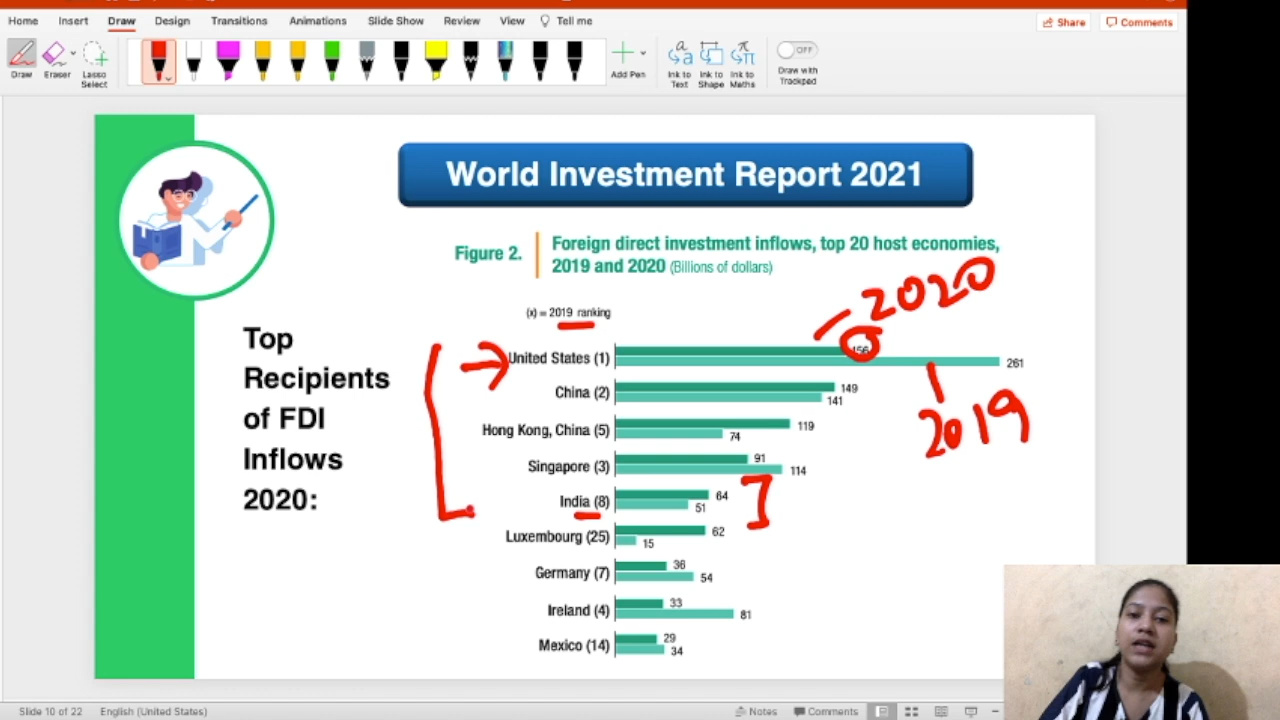 Home Insert Draw Design Transitions Animations Slide Show Review View Tell me
Share Comments
Draw Eraser Lasso Select
Add Pen
Ink to Text Ink to Shape Ink to Maths
OFF
Draw with Trackpad
World Investment Report 2021
Figure 2. Foreign direct investment inflows, top 20 host economies,
2019 and 2020 (Billions of dollars)
2020
(x) = 2019 ranking
Top
Recipients
of FDI
Inflows
2020:
United States (1) 156 261
China (2) 149 141
2019
Hong Kong, China (5) 119 74
Singapore (3) 91 114
India (8) 64 51
Luxembourg (25) 62 15
Germany (7) 36 54
Ireland (4) 33 81
Mexico (14) 29 34
Slide 10 of 22 English (United States) Notes Comments